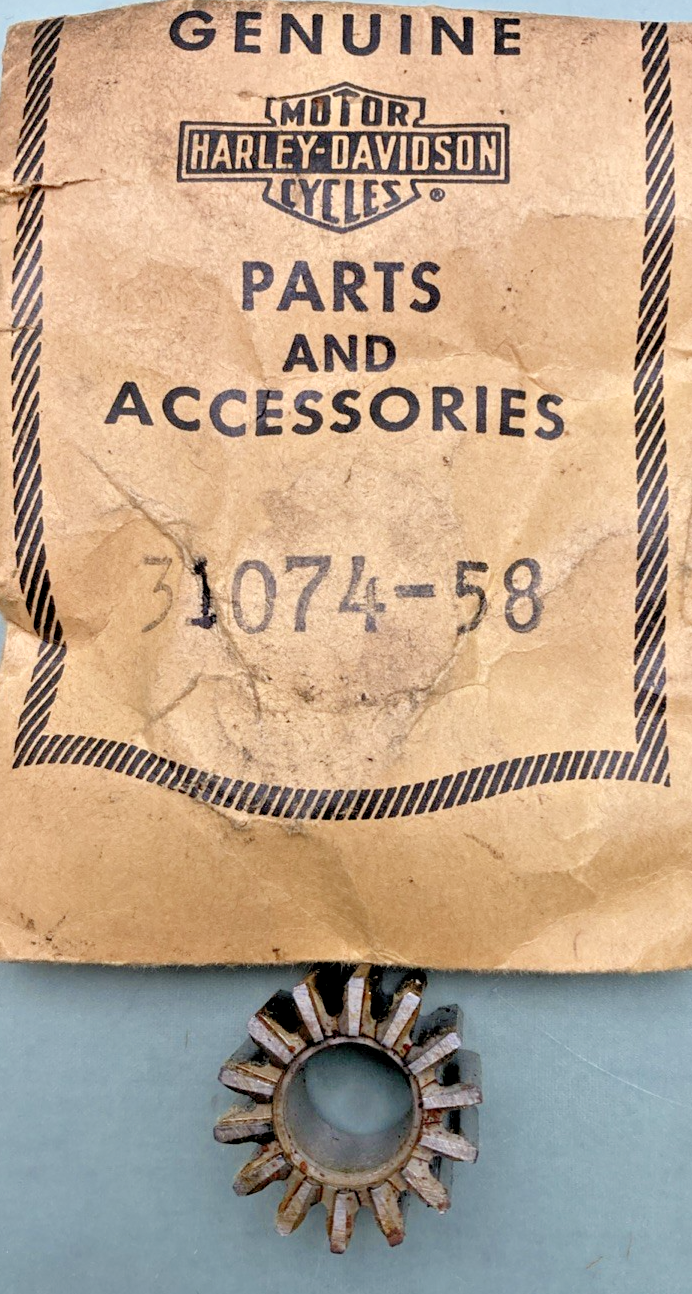 GENUINE
MOTOR
HARLEY-DAVIDSON
CYCLES ®
PARTS
AND
ACCESSORIES
31074-58